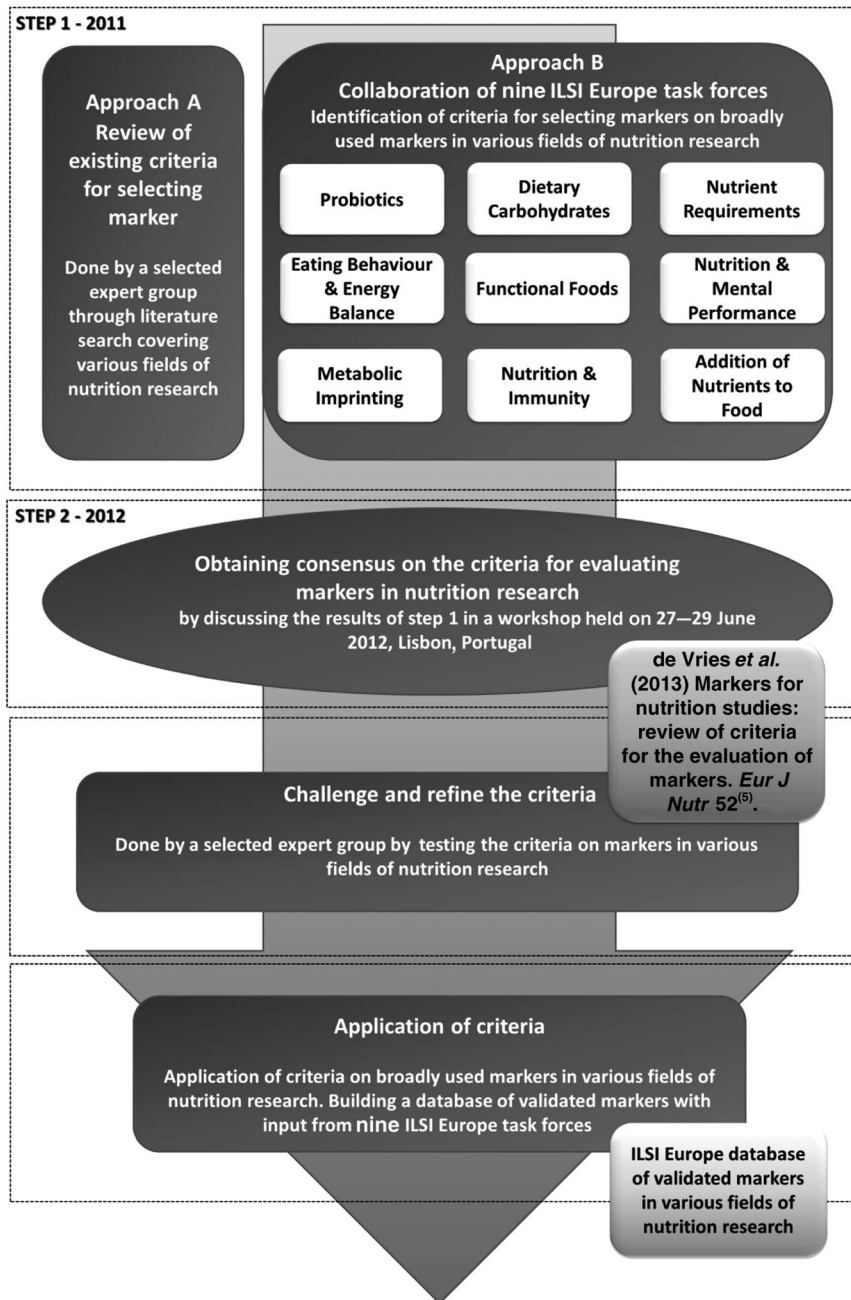 STEP 1 - 2011
Approach A
Review of
existing criteria
for selecting
marker
Done by a selected
expert group
through literature
search covering
various fields of
nutrition research
Approach B
Collaboration of nine ILSI Europe task forces
Identification of criteria for selecting markers on broadly
used markers in various fields of nutrition research
Probiotics
Dietary
Carbohydrates
Nutrient
Requirements
Eating Behaviour
& Energy
Balance
Functional Foods
Nutrition &
Mental
Performance
Metabolic
Imprinting
Nutrition &
Immunity
Addition of
Nutrients to
Food
STEP 2 - 2012
Obtaining consensus on the criteria for evaluating
markers in nutrition research
by discussing the results of step 1 in a workshop held on 27—29 June
2012, Lisbon, Portugal
de Vries et al.
(2013) Markers for
nutrition studies:
review of criteria
for the evaluation of
markers. Eur J
Nutr 52(5).
Challenge and refine the criteria
Done by a selected expert group by testing the criteria on markers in various
fields of nutrition research
Application of criteria
Application of criteria on broadly used markers in various fields of
nutrition research. Building a database of validated markers with
input from nine ILSI Europe task forces
ILSI Europe database
of validated markers
in various fields of
nutrition research